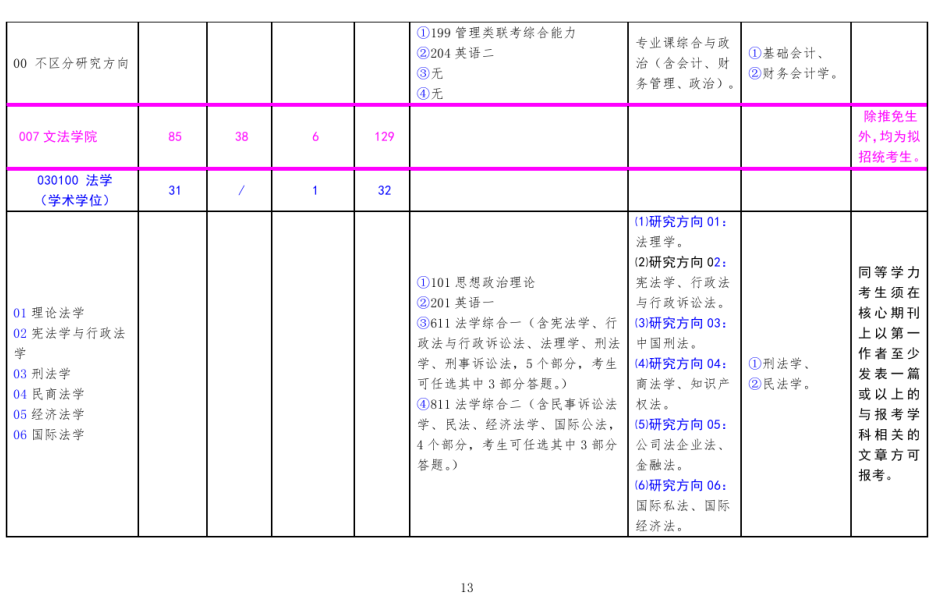 00 不区分研究方向
①199 管理类联考综合能力
②204 英语二
③无
④无
专业课综合与政
治（含会计、财
务管理、政治）。
①基础会计、
②财务会计学。
007 文法学院
85
38
6
129
除推免生
外,均为拟
招统考生。
030100 法学
（学术学位）
31
/
1
32
01 理论法学
02 宪法学与行政法
学
03 刑法学
04 民商法学
05 经济法学
06 国际法学
①101 思想政治理论
②201 英语一
③611 法学综合一（含宪法学、行
政法与行政诉讼法、法理学、刑法
学、刑事诉讼法，5 个部分，考生
可任选其中 3 部分答题。）
④811 法学综合二（含民事诉讼法
学、民法、经济法学、国际公法，
4 个部分，考生可任选其中 3 部分
答题。）
⑴研究方向 01：
法理学。
⑵研究方向 02：
宪法学、行政法
与行政诉讼法。
⑶研究方向 03：
中国刑法。
⑷研究方向 04：
商法学、知识产
权法。
⑸研究方向 05：
公司法企业法、
金融法。
⑹研究方向 06：
国际私法、国际
经济法。
①刑法学、
②民法学。
同等学力
考生须在
核心期刊
上以第一
作者至少
发表一篇
或以上的
与报考学
科相关的
文章方可
报考。
13